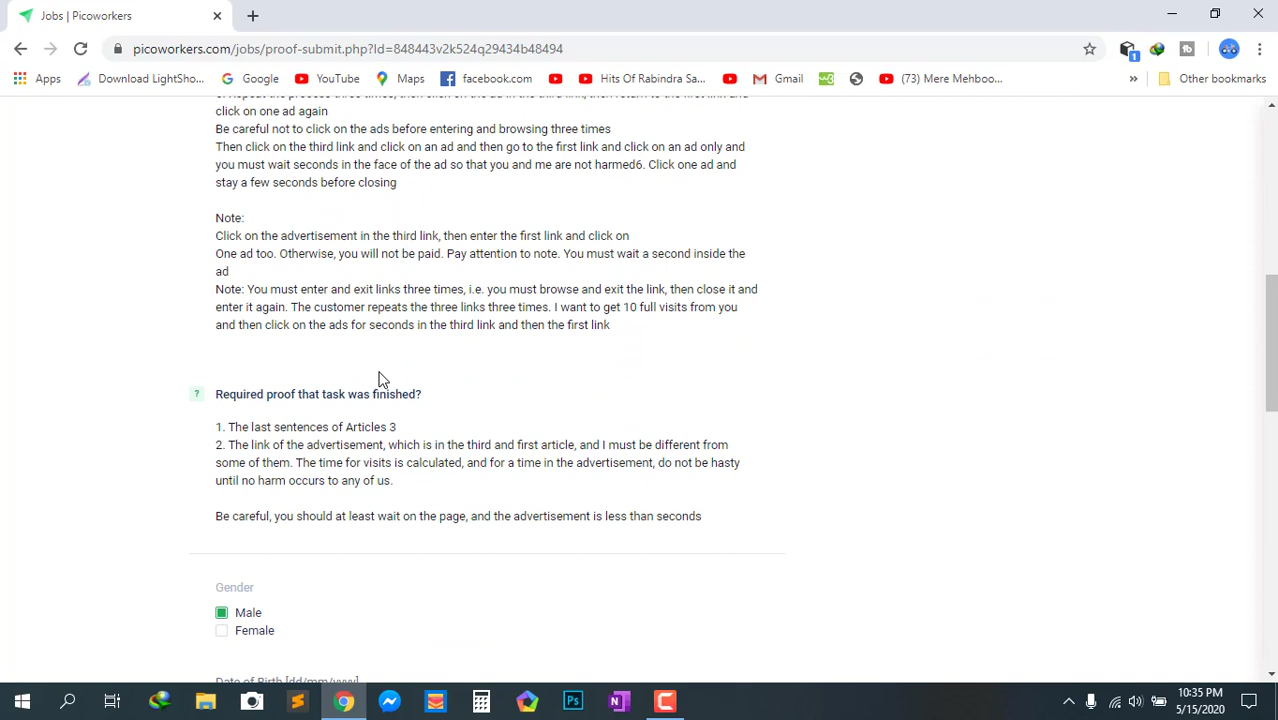 Jobs | Picoworkers
picoworkers.com/jobs/proof-submit.php?Id=848443v2k524q29434b48494
1
Apps Download LightSho... Google YouTube Maps facebook.com Hits Of Rabindra Sa... Gmail (73) Mere Mehboo... » Other bookmarks
click on one ad again
Be careful not to click on the ads before entering and browsing three times
Then click on the third link and click on an ad and then go to the first link and click on an ad only and
you must wait seconds in the face of the ad so that you and me are not harmed6. Click one ad and
stay a few seconds before closing
Note:
Click on the advertisement in the third link, then enter the first link and click on
One ad too. Otherwise, you will not be paid. Pay attention to note. You must wait a second inside the
ad
Note: You must enter and exit links three times, i.e. you must browse and exit the link, then close it and
enter it again. The customer repeats the three links three times. I want to get 10 full visits from you
and then click on the ads for seconds in the third link and then the first link
? Required proof that task was finished?
1. The last sentences of Articles 3
2. The link of the advertisement, which is in the third and first article, and I must be different from
some of them. The time for visits is calculated, and for a time in the advertisement, do not be hasty
until no harm occurs to any of us.
Be careful, you should at least wait on the page, and the advertisement is less than seconds
Gender
Male
Female
Date of Birth [dd/mm/yyyy]
Ps N
10:35 PM
5/15/2020